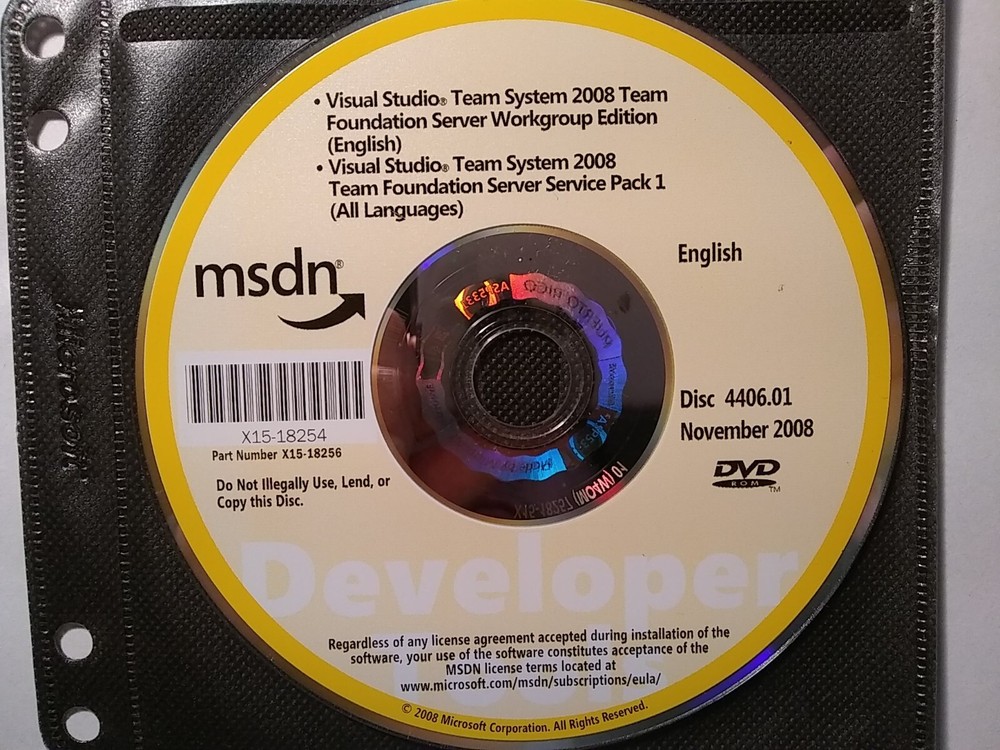 • Visual Studio® Team System 2008 Team
Foundation Server Workgroup Edition
(English)
• Visual Studio® Team System 2008
Team Foundation Server Service Pack 1
(All Languages)
msdn®
English
X15-18254
Part Number X15-18256
Do Not Illegally Use, Lend, or
Copy this Disc.
Disc 4406.01
November 2008
DVD
ROM
TM
Developer
Regardless of any license agreement accepted during installation of the
software, your use of the software constitutes acceptance of the
MSDN license terms located at
www.microsoft.com/msdn/subscriptions/eula/
© 2008 Microsoft Corporation. All Rights Reserved.
Microsoft
PUERTO RICO